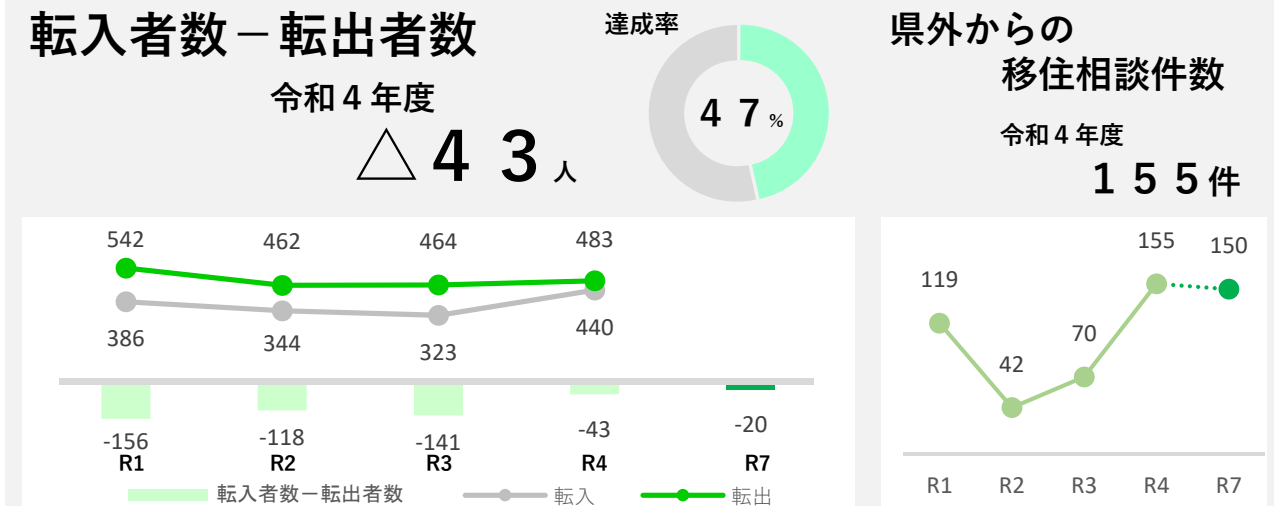 転入者数－転出者数
令和４年度
△４３人
達成率
４７%
542
462
464
483
386
344
323
440
-156
-118
-141
-43
-20
R1
R2
R3
R4
R7
転入者数－転出者数
転入
転出
県外からの
移住相談件数
令和４年度
１５５件
119
42
70
155
150
R1
R2
R3
R4
R7